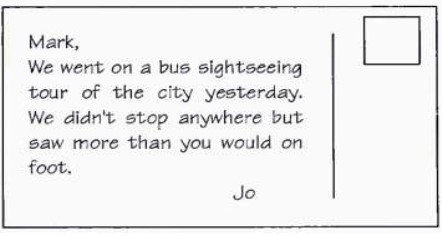 Mark,
We went on a bus sightseeing
tour of the city yesterday.
We didn't stop anywhere but
saw more than you would on
foot.
Jo